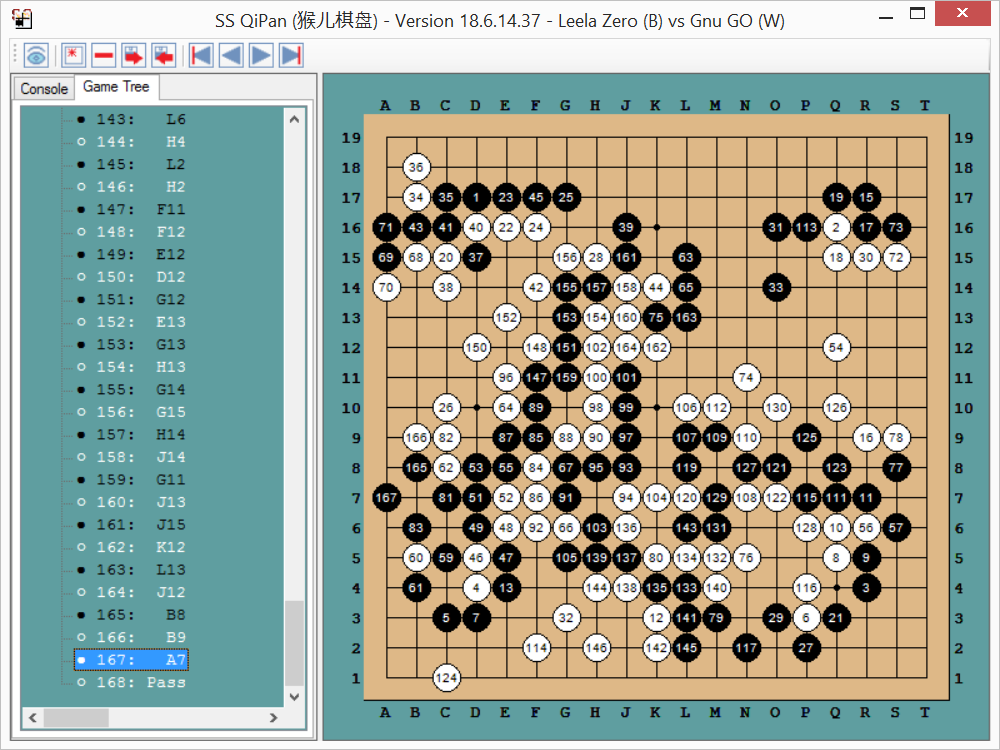 SS QiPan (猴儿棋盘) - Version 18.6.14.37 - Leela Zero (B) vs Gnu GO (W)
Console Game Tree
143: L6
144: H4
145: L2
146: H2
147: F11
148: F12
149: E12
150: D12
151: G12
152: E13
153: G13
154: H13
155: G14
156: G15
157: H14
158: J14
159: G11
160: J13
161: J15
162: K12
163: L13
164: J12
165: B8
166: B9
167: A7
168: Pass
A B C D E F G H J K L M N O P Q R S T
19 19
18 36 18
17 34 35 1 23 45 25 19 15 17
16 71 43 41 40 22 24 39 31 113 2 17 73 16
15 69 68 20 37 156 28 161 63 18 30 72 15
14 70 38 42 155 157 158 44 65 33 14
13 152 153 154 160 75 163 13
12 150 148 151 102 164 162 54 12
11 96 147 159 100 101 74 11
10 26 64 89 98 99 106 112 130 126 10
9 166 82 87 85 88 90 97 107 109 110 125 16 78 9
8 165 62 53 55 84 67 95 93 119 127 121 123 77 8
7 167 81 51 52 86 91 94 104 120 129 108 122 115 111 11 7
6 83 49 48 92 66 103 136 143 131 128 10 56 57 6
5 60 59 46 47 105 139 137 80 134 132 76 8 9 5
4 61 4 13 144 138 135 133 140 116 3 4
3 5 7 32 12 141 79 29 6 21 3
2 114 146 142 145 117 27 2
1 124 1
A B C D E F G H J K L M N O P Q R S T